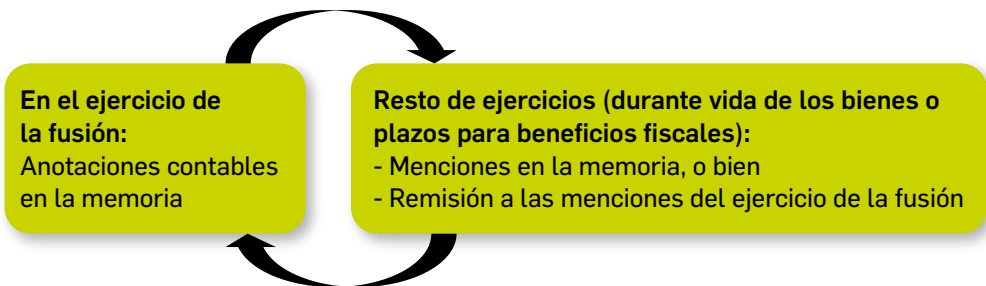 En el ejercicio de
la fusión:
Anotaciones contables
en la memoria
Resto de ejercicios (durante vida de los bienes o
plazos para beneficios fiscales):
- Menciones en la memoria, o bien
- Remisión a las menciones del ejercicio de la fusión